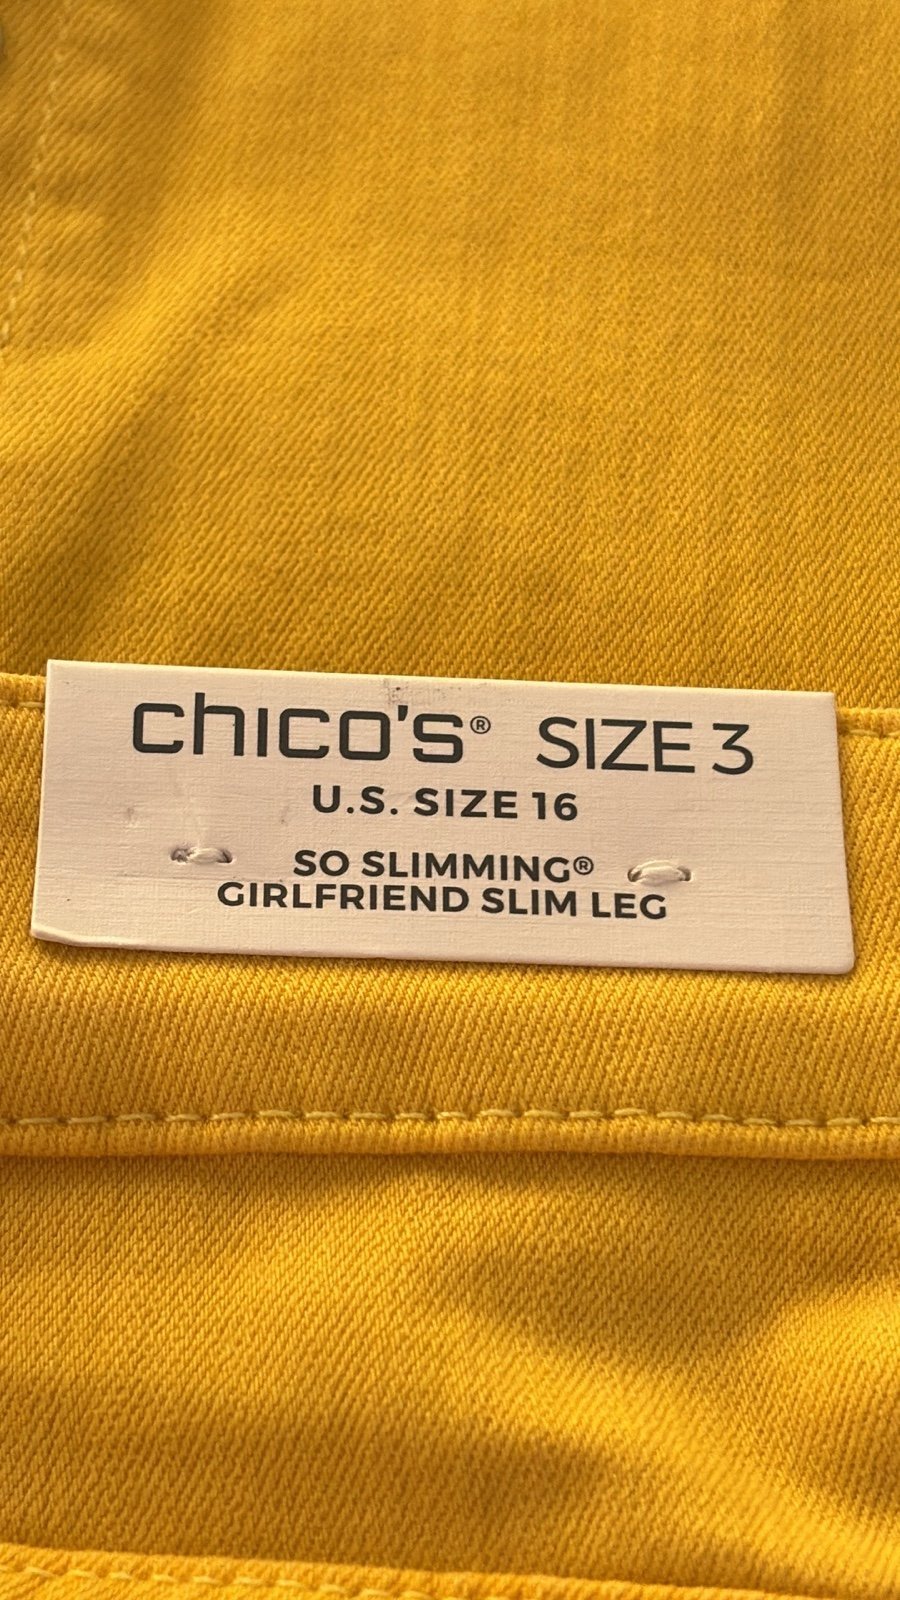 chico's® SIZE 3
U.S. SIZE 16
SO SLIMMING®
GIRLFRIEND SLIM LEG